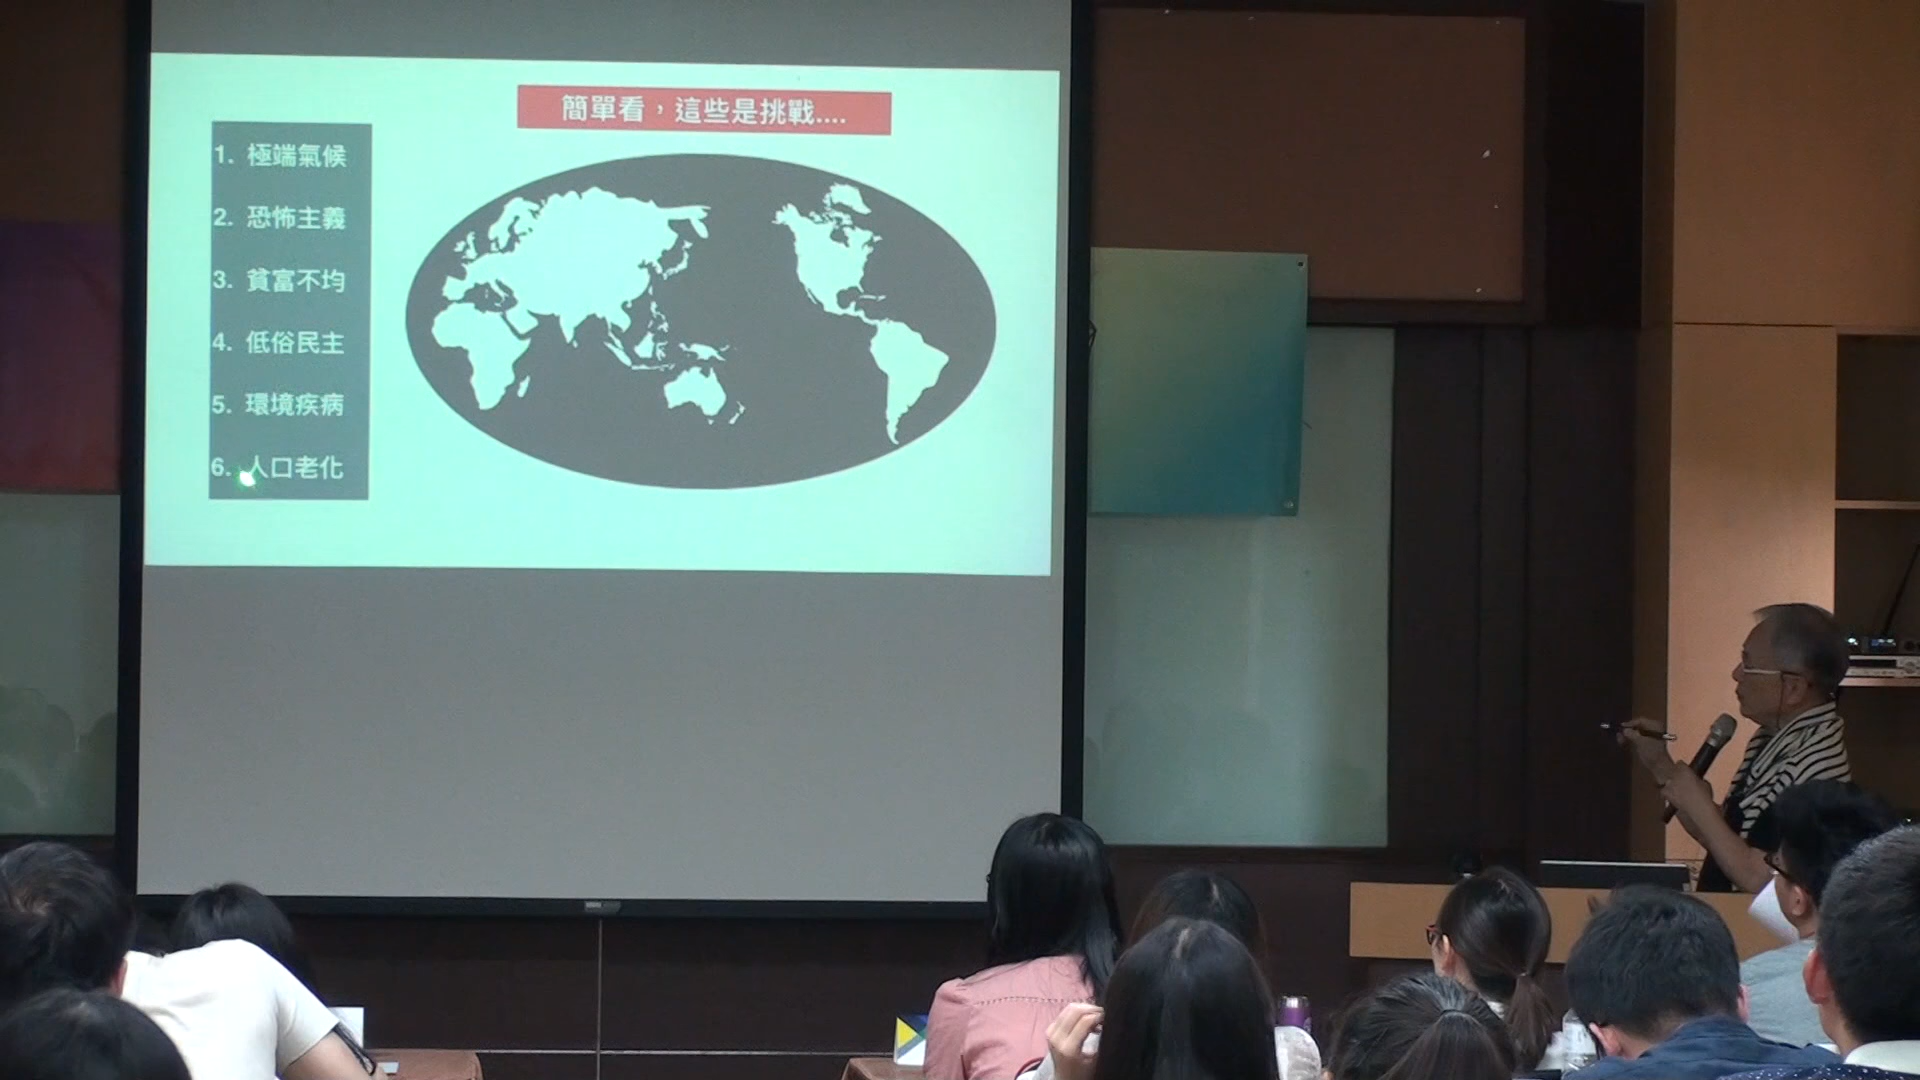 簡單看，這些是挑戰....
1. 極端氣候
2. 恐怖主義
3. 貧富不均
4. 低俗民主
5. 環境疾病
6. 人口老化